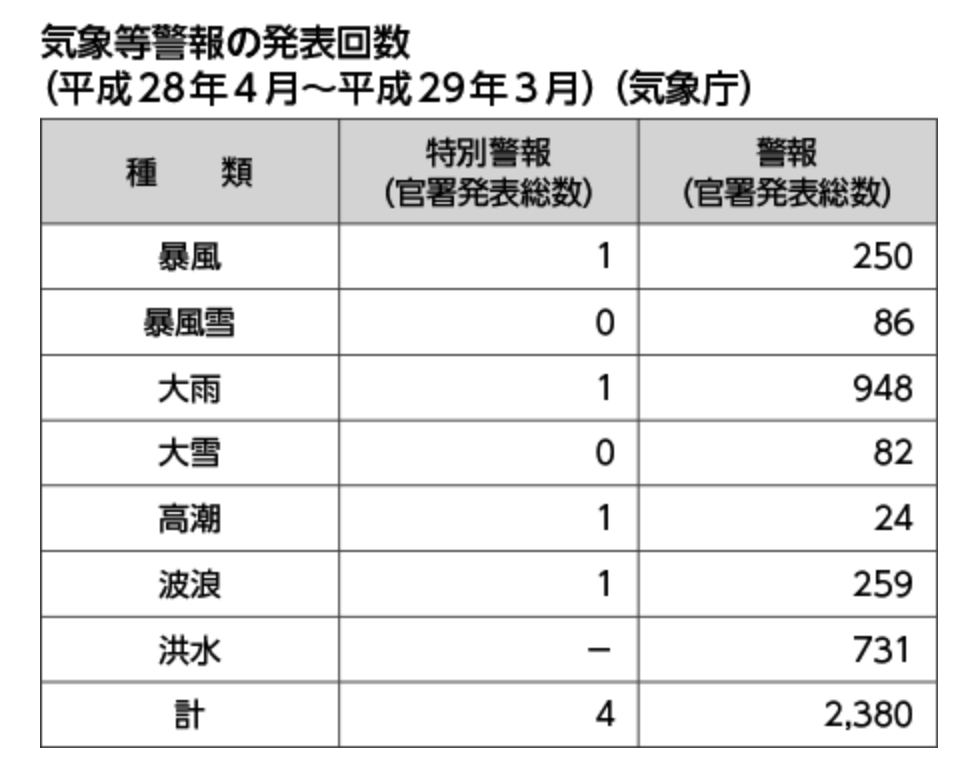 気象等警報の発表回数
(平成28年4月～平成29年3月)(気象庁)
種　　類 特別警報 警報
(官署発表総数) (官署発表総数)
暴風 1 250
暴風雪 0 86
大雨 1 948
大雪 0 82
高潮 1 24
波浪 1 259
洪水 － 731
計 4 2,380